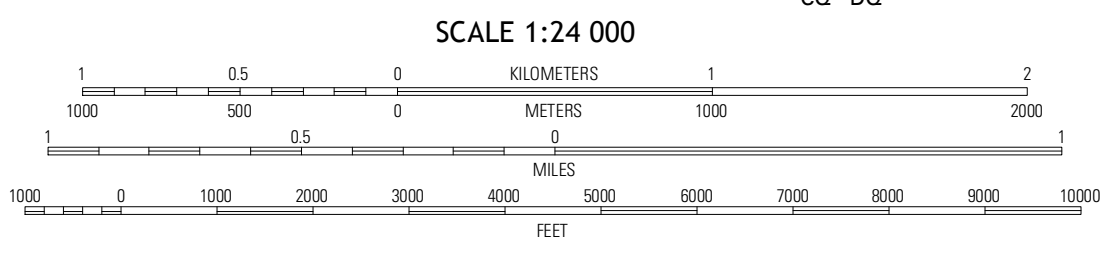 SCALE 1:24 000
1 0.5 0 KILOMETERS 1 2
1000 500 0 METERS 1000 2000
1 0.5 0 1
MILES
1000 0 1000 2000 3000 4000 5000 6000 7000 8000 9000 10000
FEET